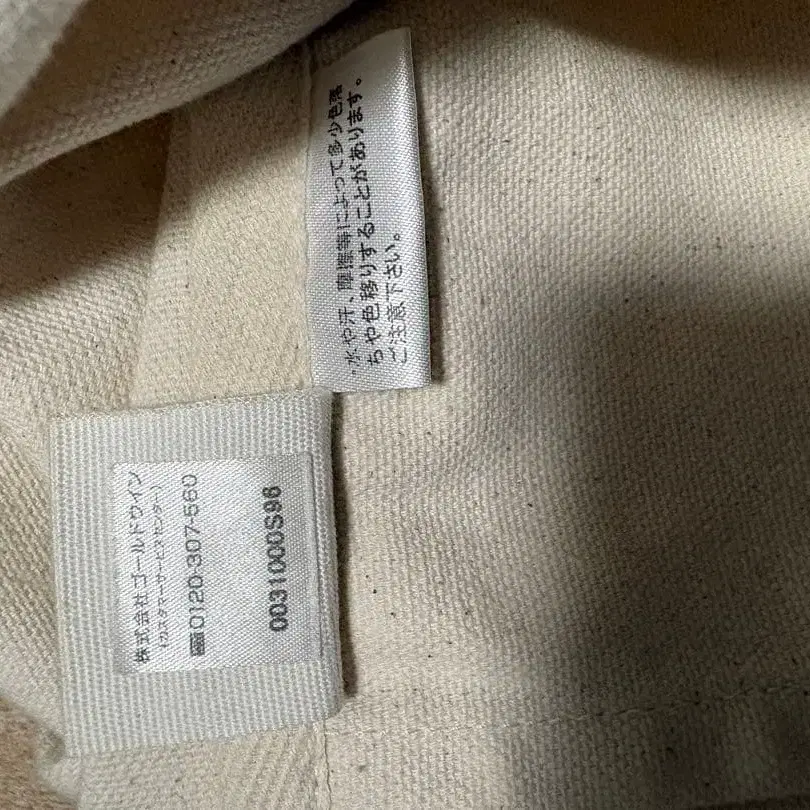 ・水や汗、摩擦等によって多少色落
ちや色移りすることがあります。
ご注意下さい。
株式会社ゴールドウイン
(カスタマーサービスセンター)
0120-307-560
0031000S96